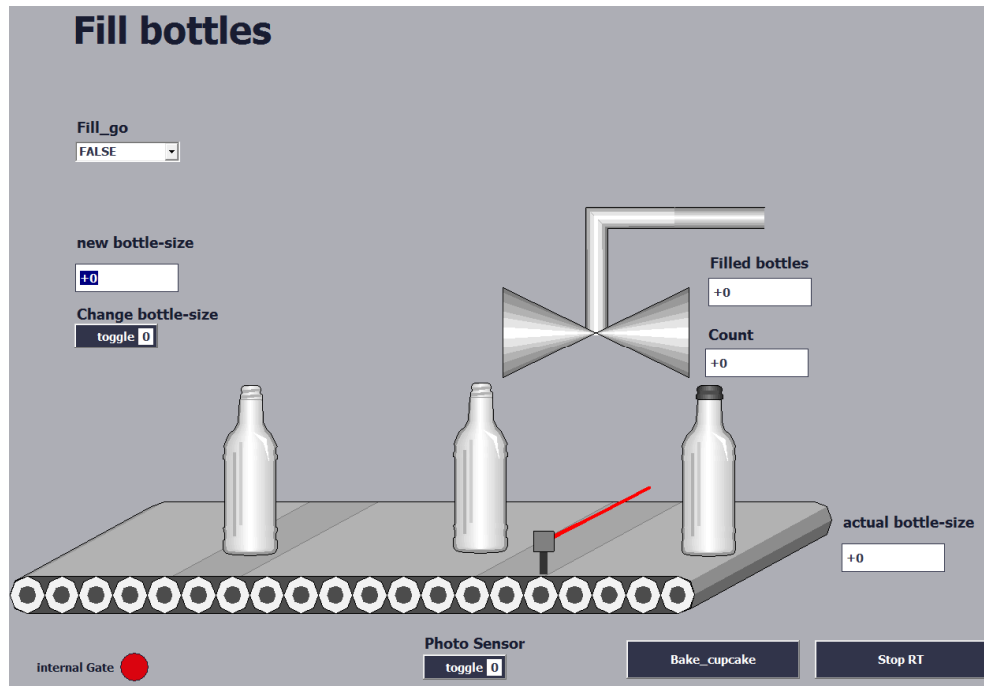 Fill bottles
Fill_go
FALSE
new bottle-size
+0
Change bottle-size
toggle 0
Filled bottles
+0
Count
+0
actual bottle-size
+0
Photo Sensor
toggle 0
internal Gate
Bake_cupcake
Stop RT